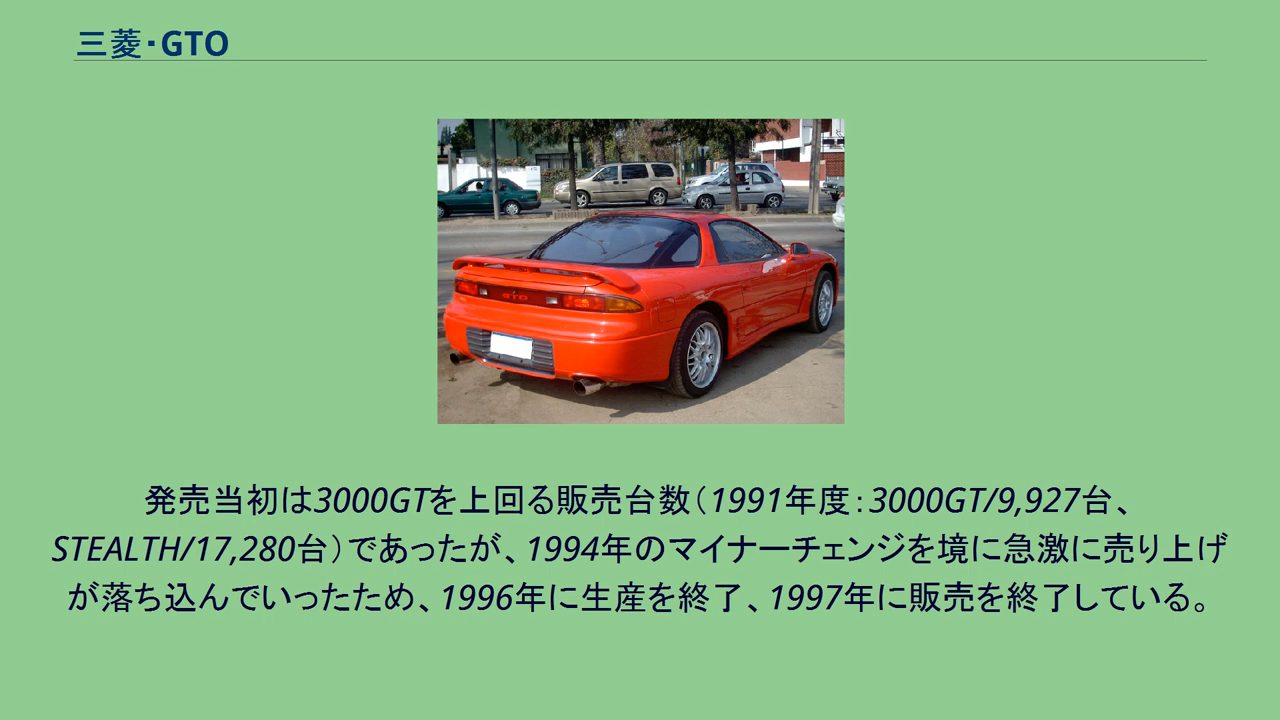 三菱・GTO
GTO
発売当初は3000GTを上回る販売台数（1991年度：3000GT/9,927台、
STEALTH/17,280台）であったが、1994年のマイナーチェンジを境に急激に売り上げ
が落ち込んでいったため、1996年に生産を終了、1997年に販売を終了している。